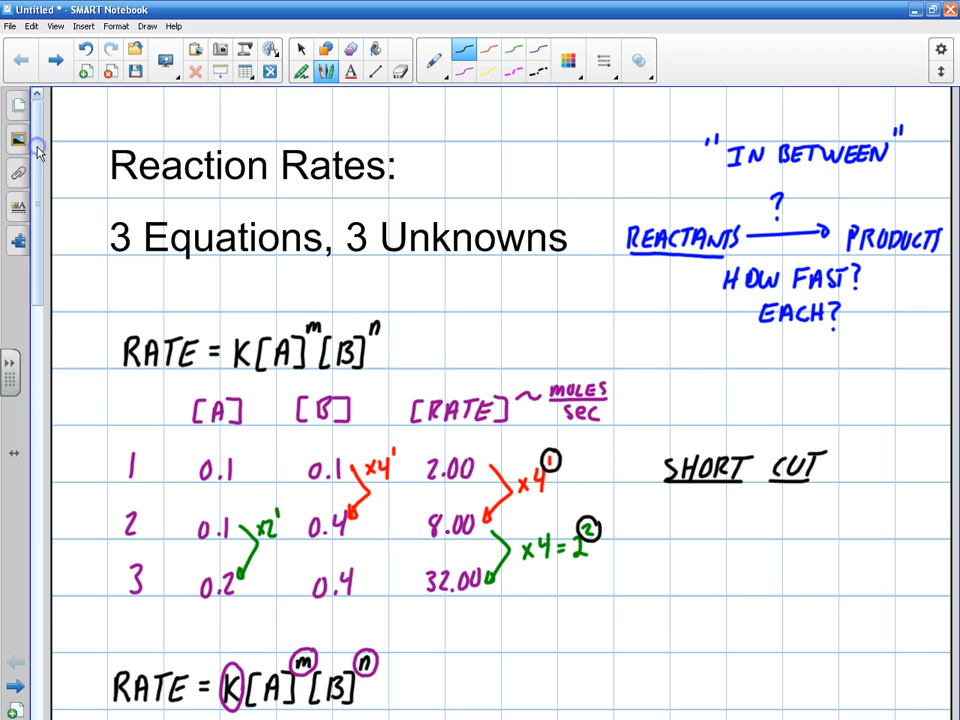 Untitled * - SMART Notebook
File Edit View Insert Format Draw Help
Reaction Rates:
3 Equations, 3 Unknowns
"IN BETWEEN"
?
REACTANTS → PRODUCTS
HOW FAST?
EACH?
RATE = K[A]^m[B]^n
[A] [B] [RATE] ~ MOLES/SEC
1 0.1 0.1 x4^1 2.00 x4^1
SHORT CUT
2 0.1 x2^1 0.4 8.00 x4=2^2
3 0.2 0.4 32.00
RATE = K[A]^m[B]^n